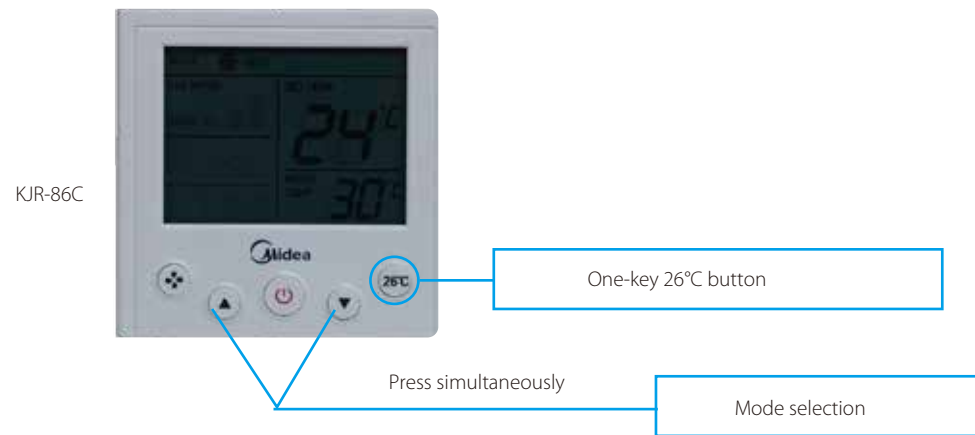 24°C
30°C
KJR-86C
Midea
26°C
One-key 26°C button
Press simultaneously
Mode selection